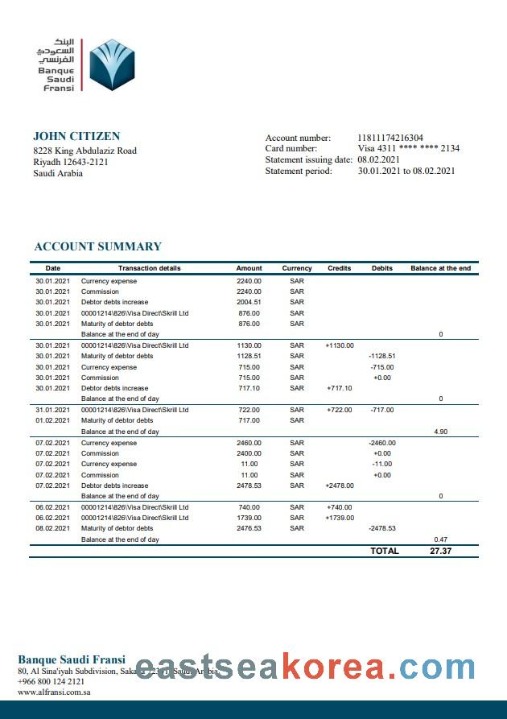 البنك
السعودي
الفرنسي
Banque
Saudi
Fransi
JOHN CITIZEN
8228 King Abdulaziz Road
Riyadh 12643-2121
Saudi Arabia
Account number: 11811174216304
Card number: Visa 4311 **** **** 2134
Statement issuing date: 08.02.2021
Statement period: 30.01.2021 to 08.02.2021
ACCOUNT SUMMARY
Date Transaction details Amount Currency Credits Debits Balance at the end
30.01.2021 Currency expense 2240.00 SAR
30.01.2021 Commission 2240.00 SAR
30.01.2021 Debtor debts increase 2004.51 SAR
30.01.2021 00001214\826\Visa Direct\Skrill Ltd 876.00 SAR
30.01.2021 Maturity of debtor debts 876.00 SAR
Balance at the end of day 0
30.01.2021 00001214\826\Visa Direct\Skrill Ltd 1130.00 SAR +1130.00
30.01.2021 Maturity of debtor debts 1128.51 SAR -1128.51
30.01.2021 Currency expense 715.00 SAR -715.00
30.01.2021 Commission 715.00 SAR +0.00
30.01.2021 Debtor debts increase 717.10 SAR +717.10
Balance at the end of day 0
31.01.2021 00001214\826\Visa Direct\Skrill Ltd 722.00 SAR +722.00 -717.00
01.02.2021 Maturity of debtor debts 717.00 SAR
Balance at the end of day 4.90
07.02.2021 Currency expense 2460.00 SAR -2460.00
07.02.2021 Commission 2400.00 SAR +0.00
07.02.2021 Currency expense 11.00 SAR -11.00
07.02.2021 Commission 11.00 SAR +0.00
07.02.2021 Debtor debts increase 2478.53 SAR +2478.00
Balance at the end of day 0
06.02.2021 00001214\826\Visa Direct\Skrill Ltd 740.00 SAR +740.00
06.02.2021 00001214\826\Visa Direct\Skrill Ltd 1739.00 SAR +1739.00
08.02.2021 Maturity of debtor debts 2476.53 SAR -2478.53
Balance at the end of day 0.47
TOTAL 27.37
Banque Saudi Fransi
80, Al Sina'iyah Subdivision, Saudi Arabia
+966 800 124 2121
www.alfransi.com.sa
eastseakorea.com